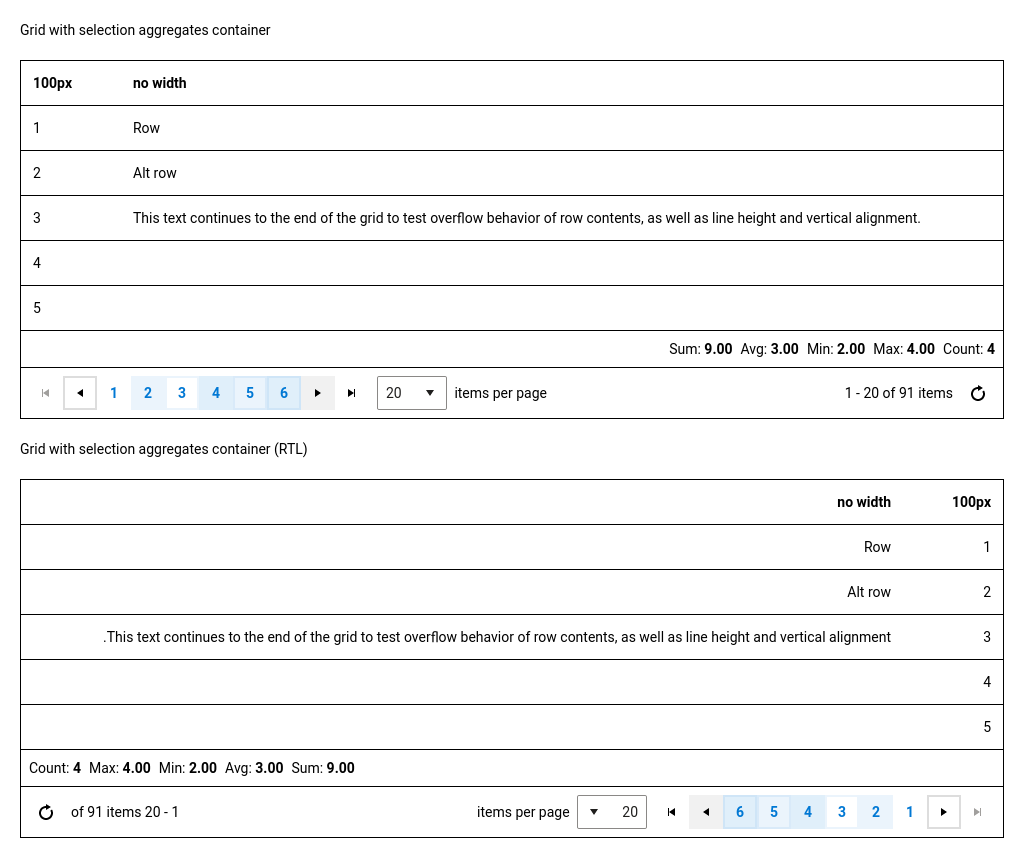 Grid with selection aggregates container
100px no width
1 Row
2 Alt row
3 This text continues to the end of the grid to test overflow behavior of row contents, as well as line height and vertical alignment.
4
5
Sum: 9.00 Avg: 3.00 Min: 2.00 Max: 4.00 Count: 4
1 2 3 4 5 6 20 items per page 1 - 20 of 91 items
Grid with selection aggregates container (RTL)
no width 100px
Row 1
Alt row 2
.This text continues to the end of the grid to test overflow behavior of row contents, as well as line height and vertical alignment 3
4
5
Count: 4 Max: 4.00 Min: 2.00 Avg: 3.00 Sum: 9.00
of 91 items 20 - 1 items per page 20 6 5 4 3 2 1